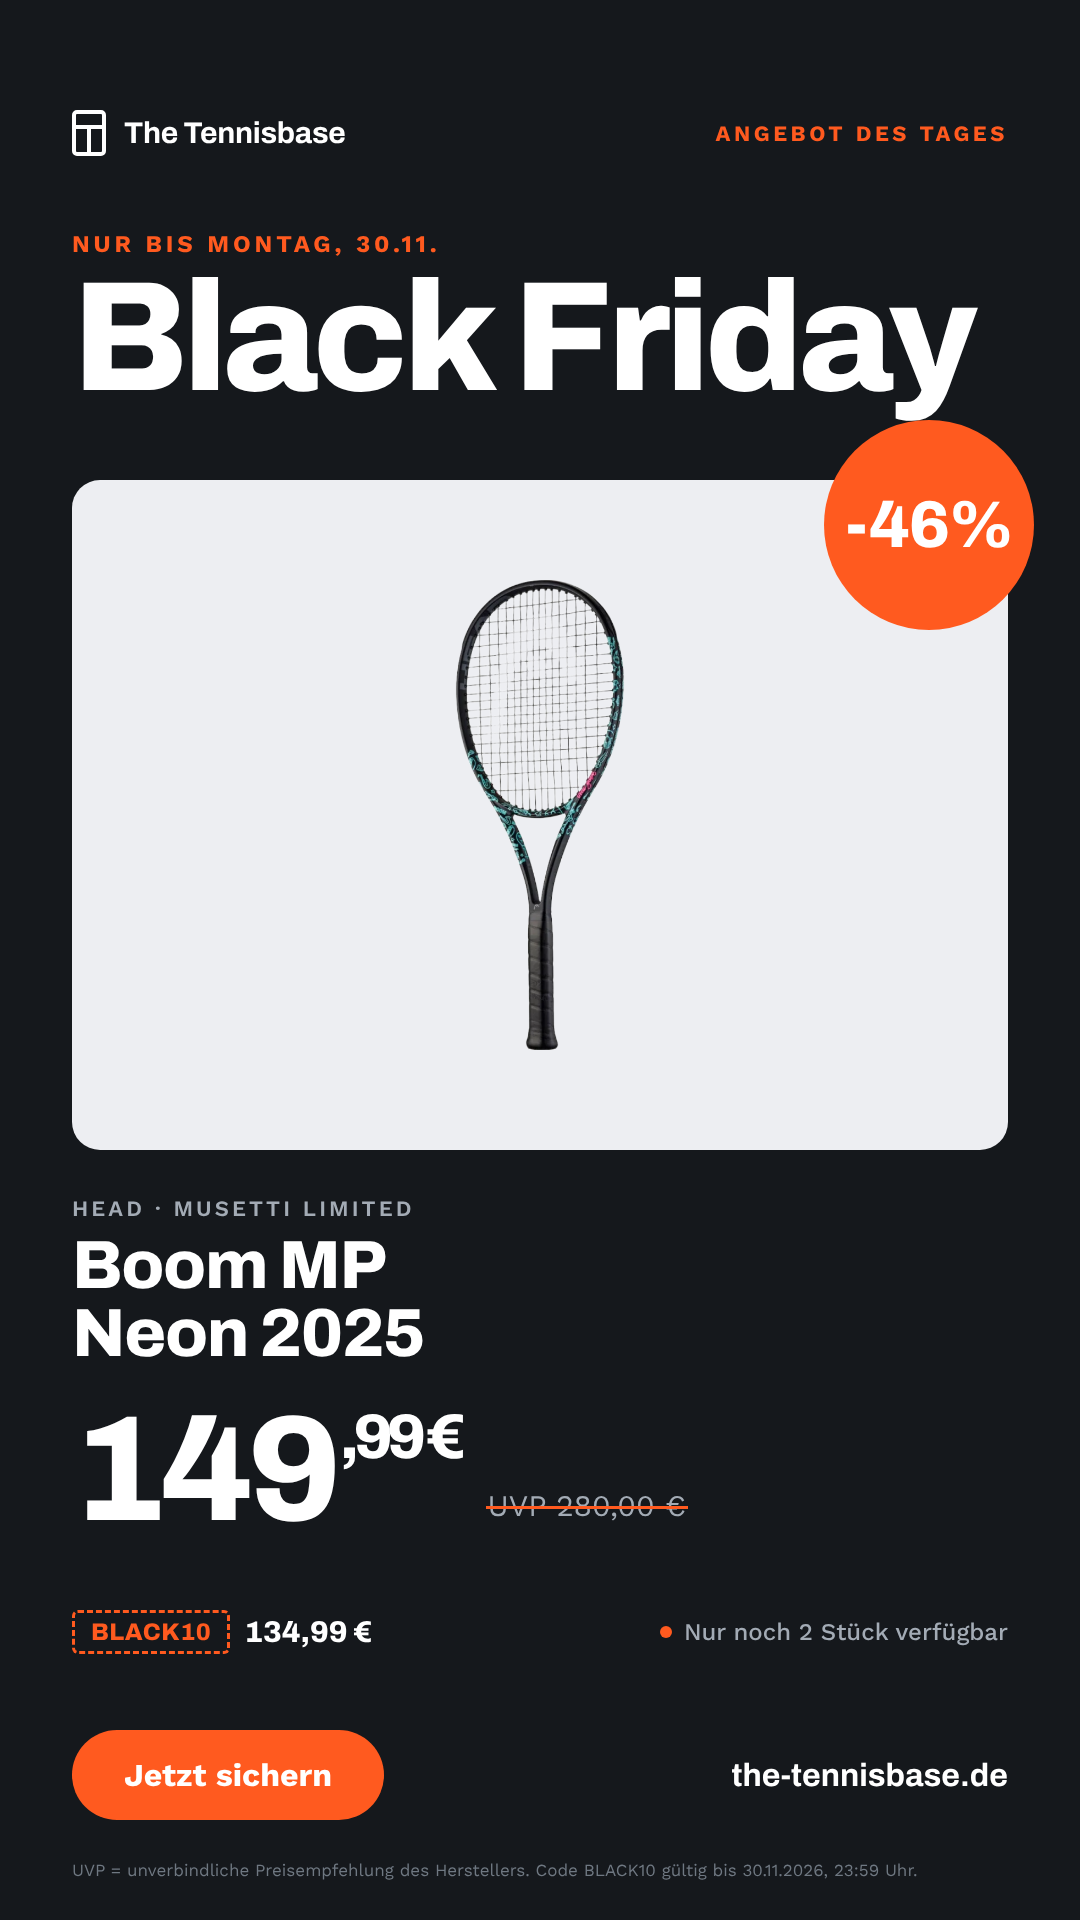 The Tennisbase
ANGEBOT DES TAGES
NUR BIS MONTAG, 30.11.
Black Friday
-46%
HEAD · MUSETTI LIMITED
Boom MP
Neon 2025
149,99€
UVP 280,00 €
BLACK10
134,99 €
Nur noch 2 Stück verfügbar
Jetzt sichern
the-tennisbase.de
UVP = unverbindliche Preisempfehlung des Herstellers. Code BLACK10 gültig bis 30.11.2026, 23:59 Uhr.